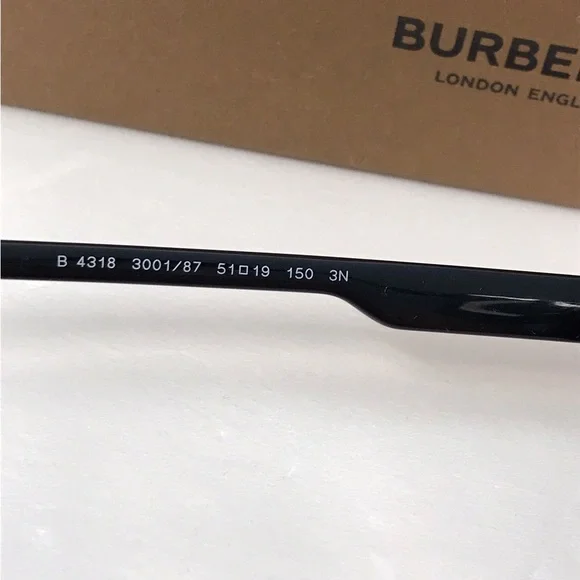 BURBE
LONDON ENGL
B 4318 3001/87 51□19 150 3N